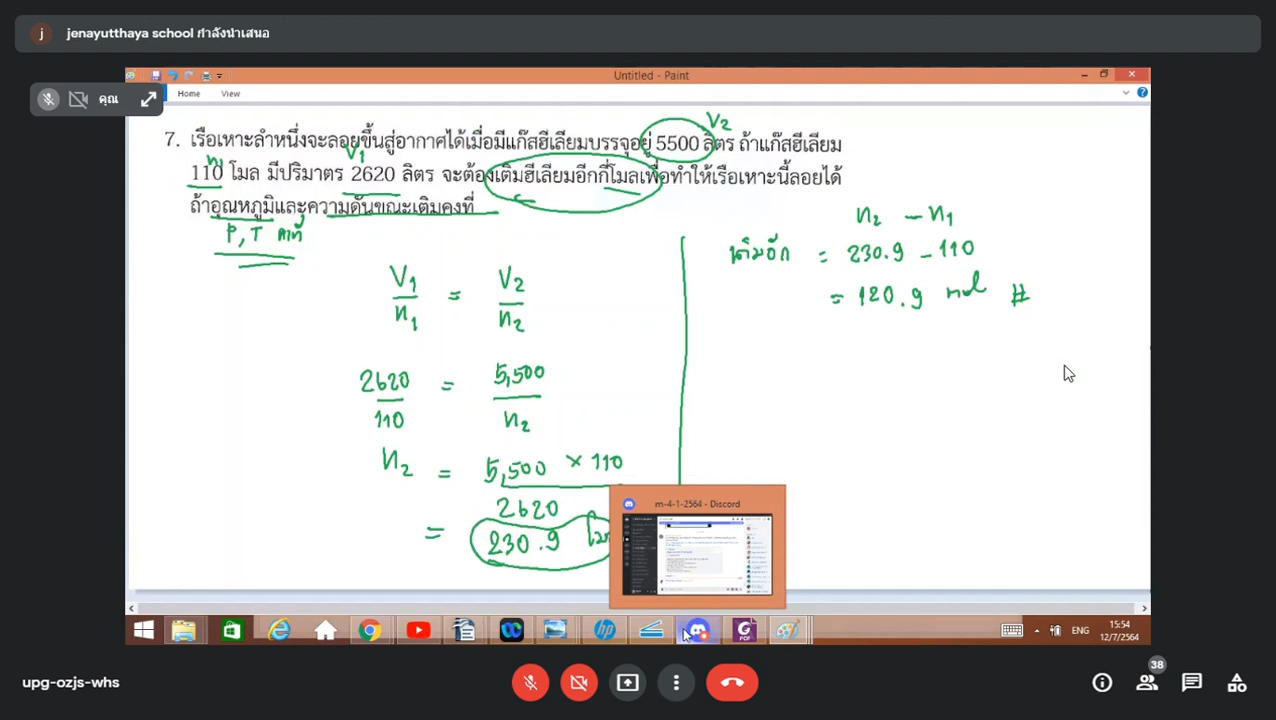 j jenayutthaya school กำลังนำเสนอ
Untitled - Paint
คุณ
Home View
V2
7. เรือเหาะลำหนึ่งจะลอยขึ้นสู่อากาศได้เมื่อมีแก๊สฮีเลียมบรรจุอยู่ 5500 ลิตร ถ้าแก๊สฮีเลียม
n1 V1
110 โมล มีปริมาตร 2620 ลิตร จะต้องเติมฮีเลียมอีกกี่โมลเพื่อทำให้เรือเหาะนี้ลอยได้
ถ้าอุณหภูมิและความดันขณะเติมคงที่
P, T คงที่
V1 = V2
n1 n2
2620 = 5,500
110 n2
n2 = 5,500 × 110
2620
= 230.9
n2 – n1
เติมอีก = 230.9 – 110
= 120.9 mol #
m-4-1-2564 - Discord
ENG
15:54
12/7/2564
upg-ozjs-whs
38